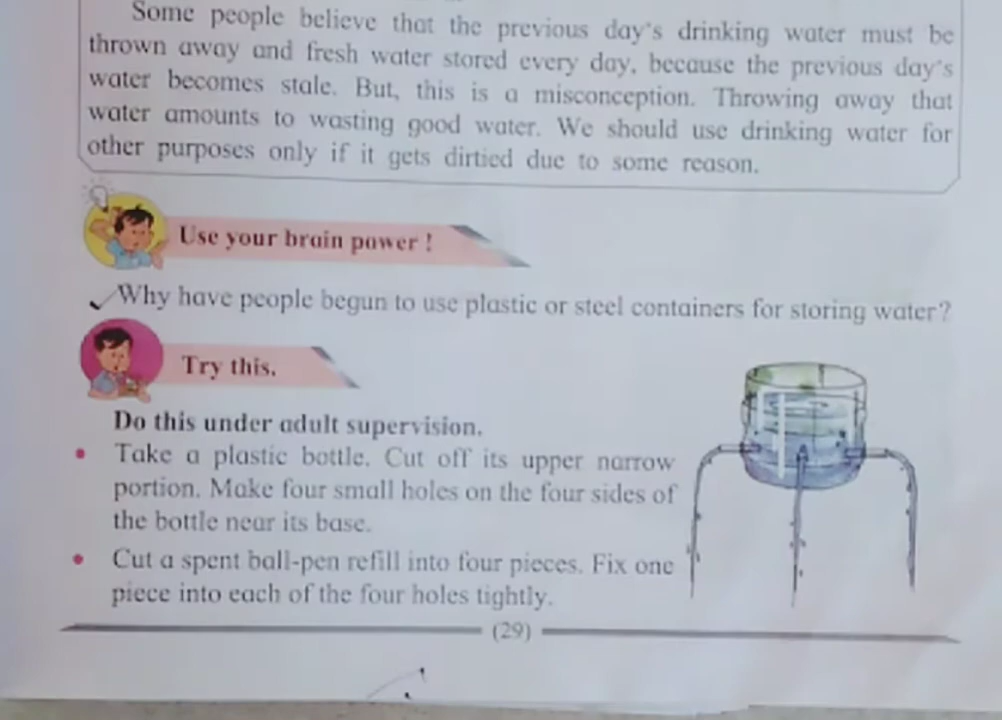 Some people believe that the previous day's drinking water must be
thrown away and fresh water stored every day, because the previous day's
water becomes stale. But, this is a misconception. Throwing away that
water amounts to wasting good water. We should use drinking water for
other purposes only if it gets dirtied due to some reason.
Use your brain power !
Why have people begun to use plastic or steel containers for storing water?
Try this.
Do this under adult supervision.
• Take a plastic bottle. Cut off its upper narrow
portion. Make four small holes on the four sides of
the bottle near its base.
• Cut a spent ball-pen refill into four pieces. Fix one
piece into each of the four holes tightly.
(29)